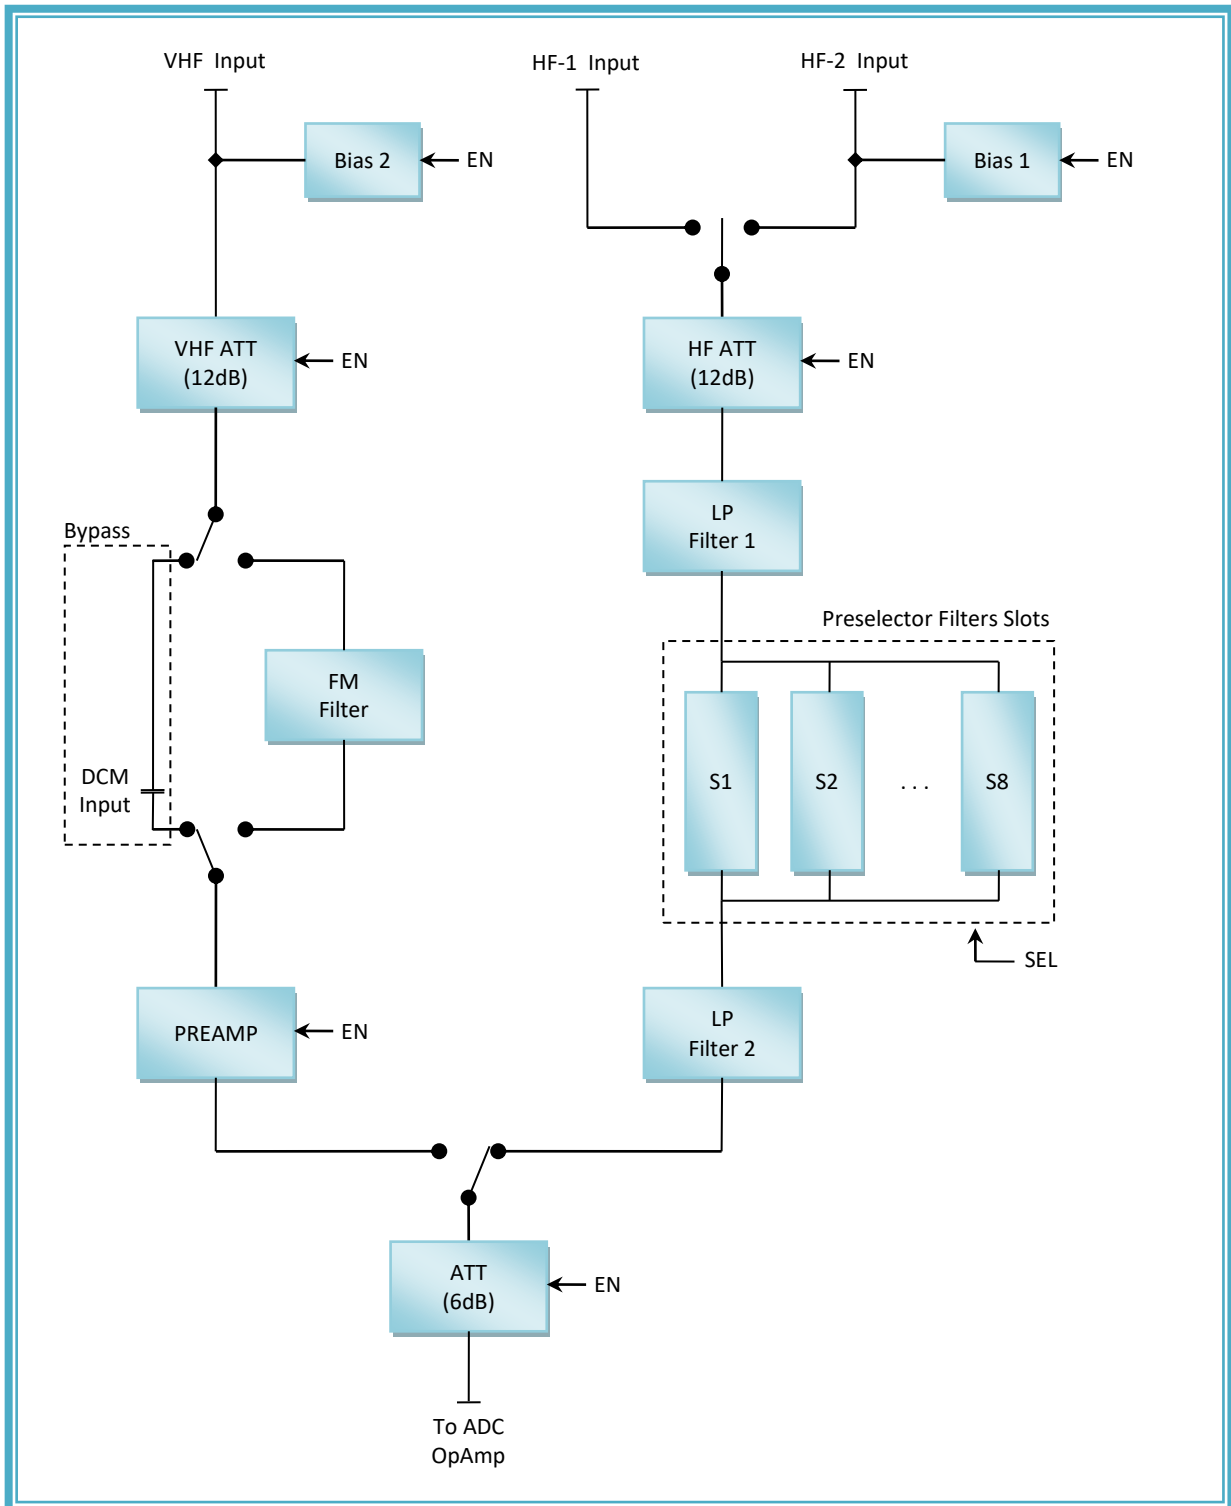 VHF Input
HF-1 Input
HF-2 Input
Bias 2
EN
Bias 1
EN
VHF ATT
(12dB)
EN
HF ATT
(12dB)
EN
Bypass
LP
Filter 1
Preselector Filters Slots
FM
Filter
DCM
Input
S1
S2
. . .
S8
SEL
PREAMP
EN
LP
Filter 2
ATT
(6dB)
EN
To ADC
OpAmp